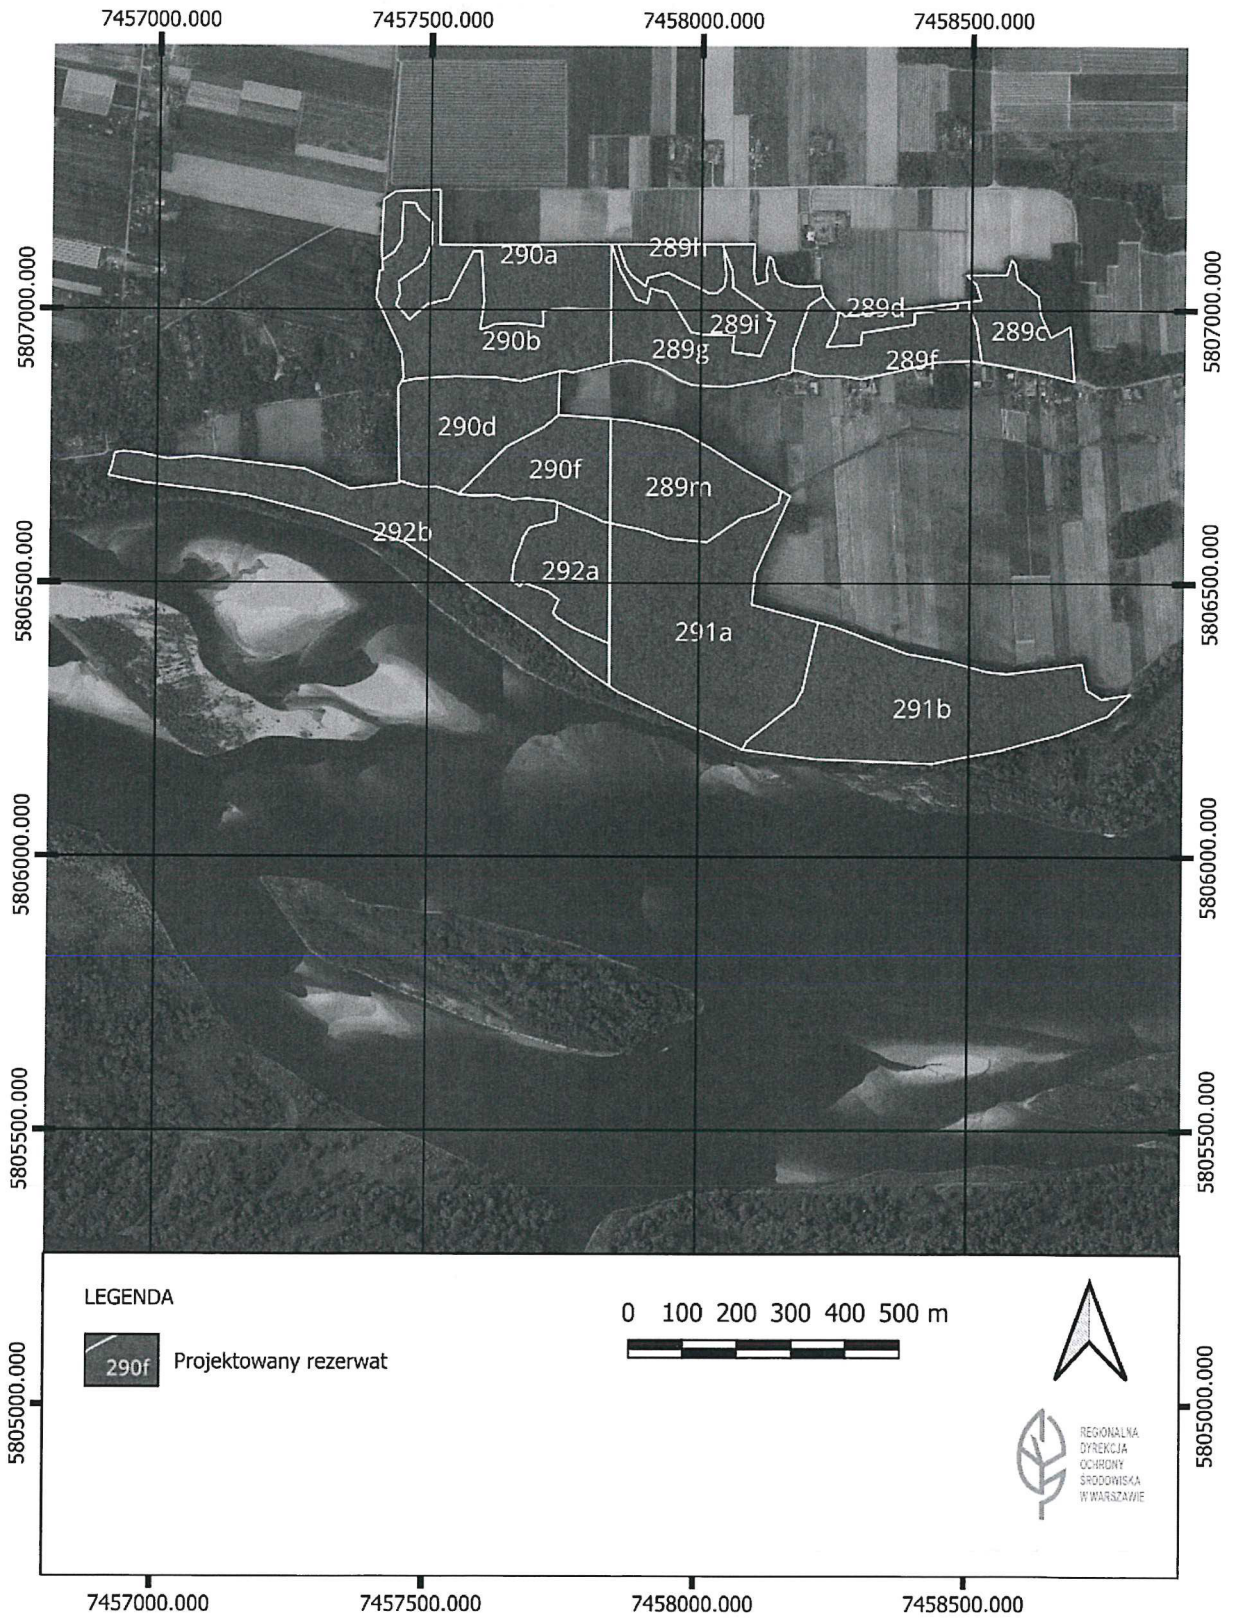 7457000.000 7457500.000 7458000.000 7458500.000
5807000.000
5806500.000
5806000.000
5805500.000
5805000.000
290a
289h
289d
289i
289c
290b
289g
289f
290d
290f
289m
292b
292a
291a
291b
5807000.000
5806500.000
5806000.000
5805500.000
5805000.000
LEGENDA
290f Projektowany rezerwat
0 100 200 300 400 500 m
REGIONALNA
DYREKCJA
OCHRONY
ŚRODOWISKA
W WARSZAWIE
7457000.000 7457500.000 7458000.000 7458500.000